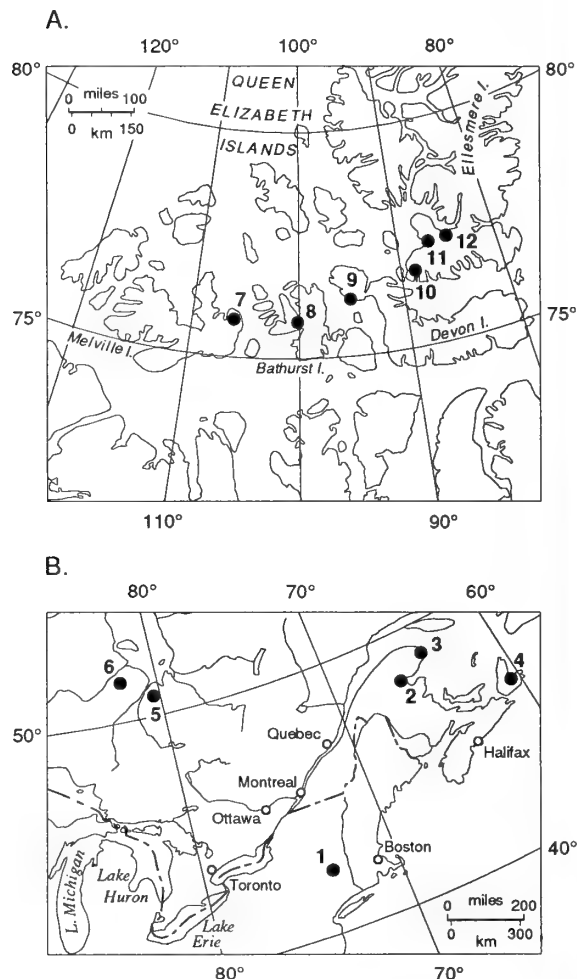 A.
120° 100° 80°
80° 80°
0 miles 100
0 km 150
QUEEN
ELIZABETH
ISLANDS
Ellesmere I.
12
11
10
9
7 8
75° 75°
Melville I. Bathurst I. Devon I.
110° 90°
B.
80° 70° 60°
3
4
6
5 2
50°
Quebec
Halifax
Montreal
Ottawa
1 Boston
40°
L. Michigan
Lake
Huron
Toronto
Lake
Erie
0 miles 200
0 km 300
80° 70°